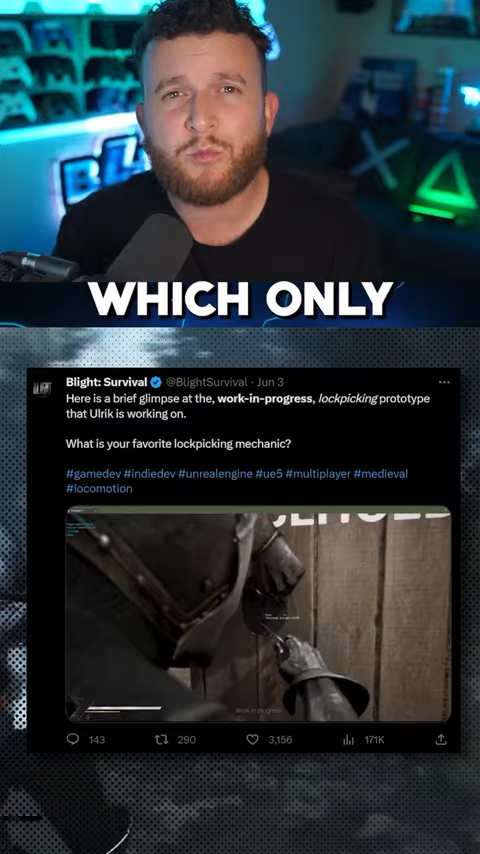 WHICH ONLY
Blight: Survival @BlightSurvival · Jun 3
Here is a brief glimpse at the, work-in-progress, lockpicking prototype
that Ulrik is working on.
What is your favorite lockpicking mechanic?
#gamedev #indiedev #unrealengine #ue5 #multiplayer #medieval
#locomotion
Work in progress
143 290 3,156 171K